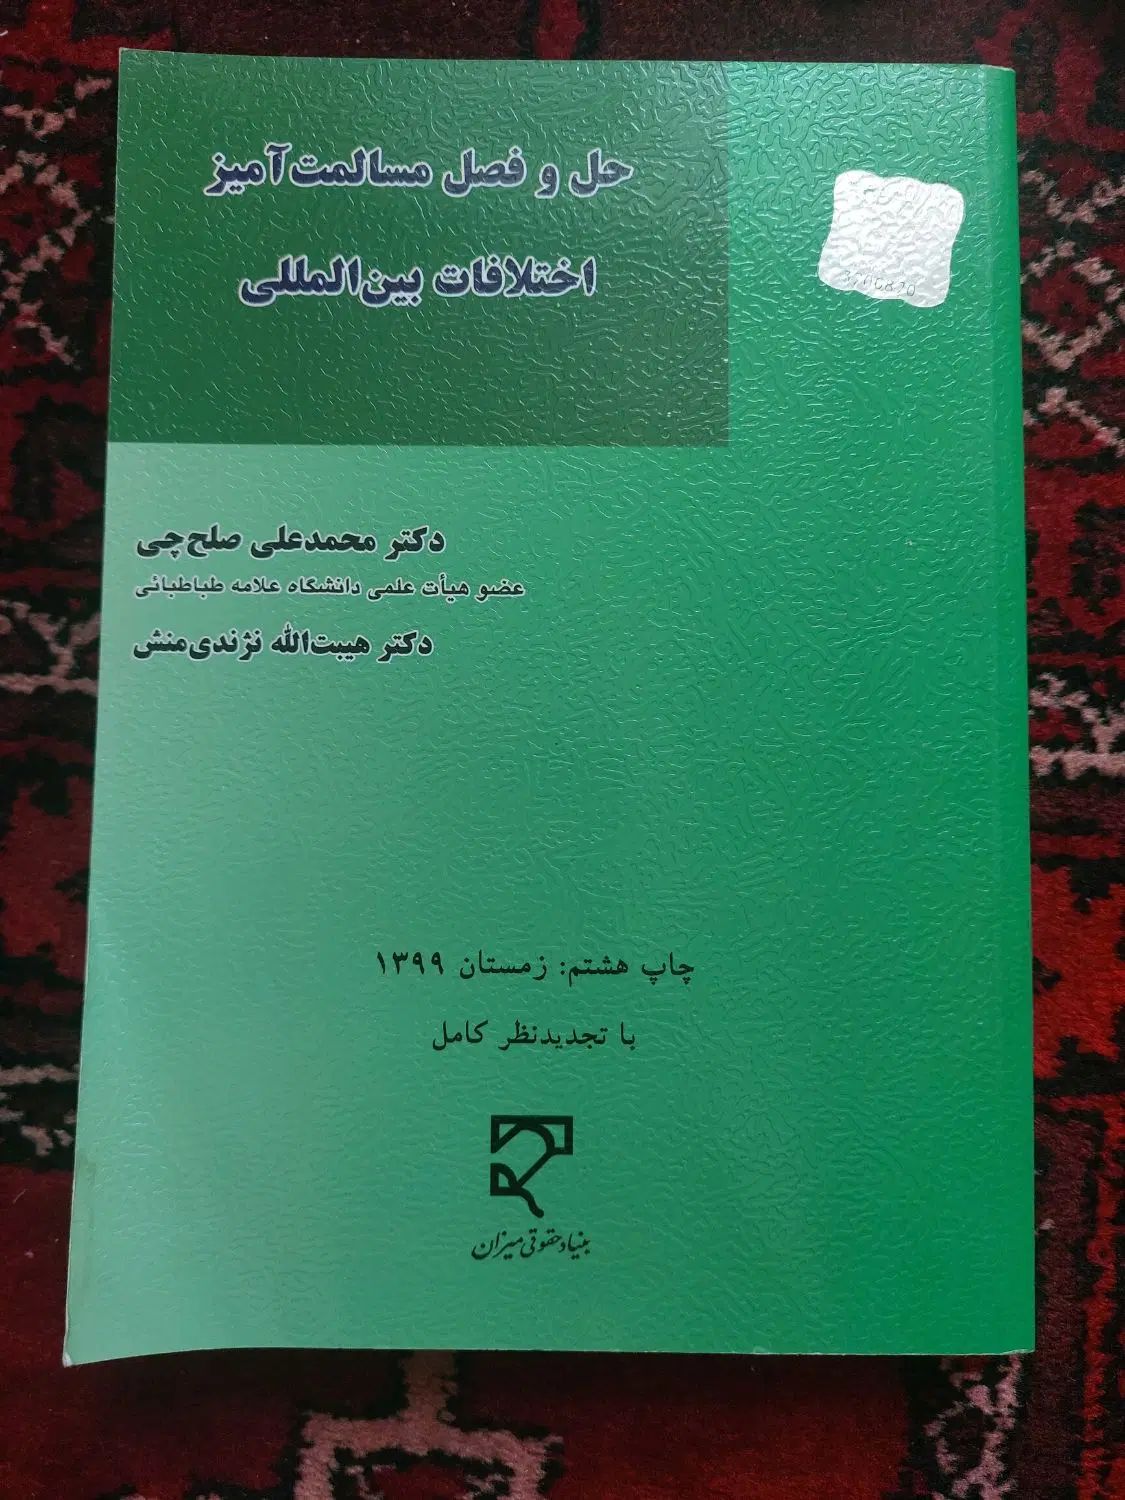 حل و فصل مسالمت‌آمیز
اختلافات بین‌المللی
دکتر محمدعلی صلح‌چی
عضو هیأت علمی دانشگاه علامه طباطبائی
دکتر هیبت‌الله نژندی‌منش
چاپ هشتم: زمستان ۱۳۹۹
با تجدیدنظر کامل
بنیاد حقوقی میزان